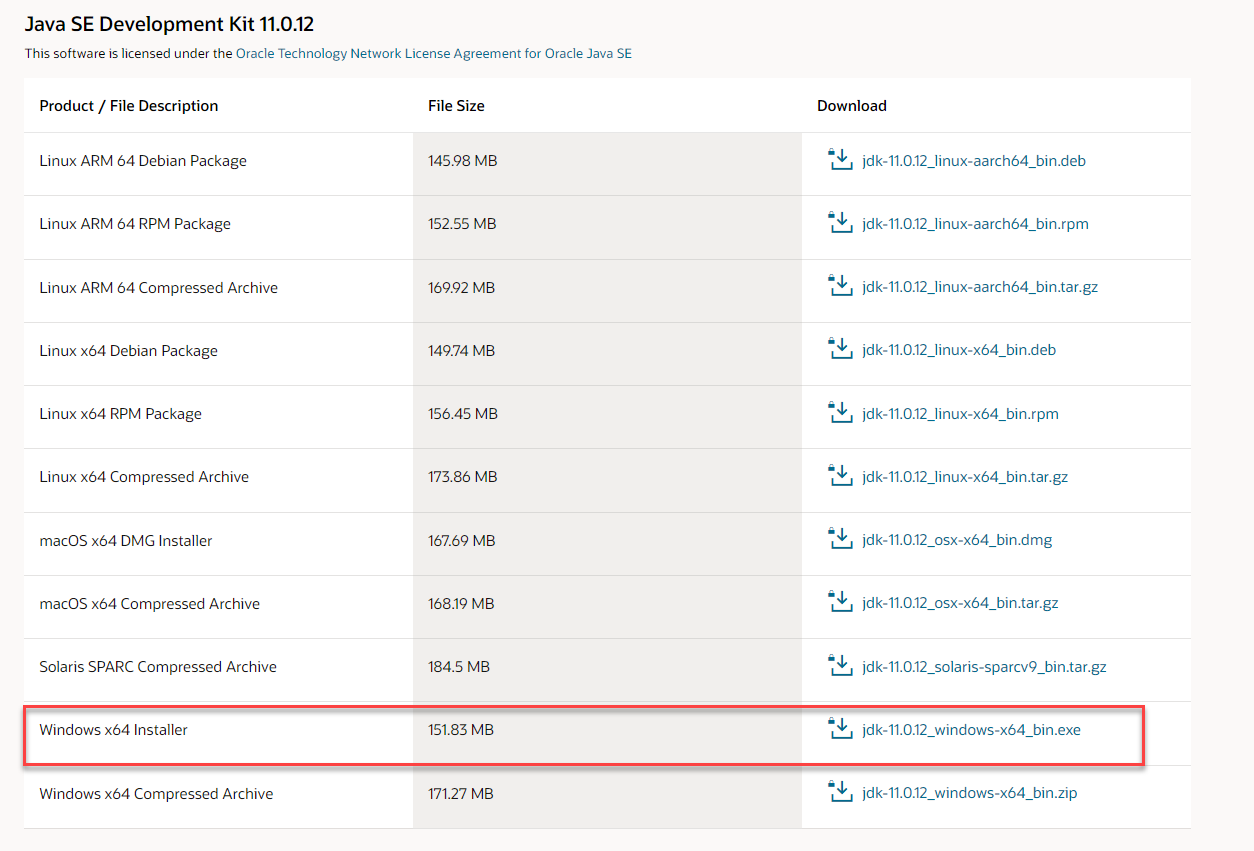 Java SE Development Kit 11.0.12
This software is licensed under the Oracle Technology Network License Agreement for Oracle Java SE
Product / File Description File Size Download
Linux ARM 64 Debian Package 145.98 MB jdk-11.0.12_linux-aarch64_bin.deb
Linux ARM 64 RPM Package 152.55 MB jdk-11.0.12_linux-aarch64_bin.rpm
Linux ARM 64 Compressed Archive 169.92 MB jdk-11.0.12_linux-aarch64_bin.tar.gz
Linux x64 Debian Package 149.74 MB jdk-11.0.12_linux-x64_bin.deb
Linux x64 RPM Package 156.45 MB jdk-11.0.12_linux-x64_bin.rpm
Linux x64 Compressed Archive 173.86 MB jdk-11.0.12_linux-x64_bin.tar.gz
macOS x64 DMG Installer 167.69 MB jdk-11.0.12_osx-x64_bin.dmg
macOS x64 Compressed Archive 168.19 MB jdk-11.0.12_osx-x64_bin.tar.gz
Solaris SPARC Compressed Archive 184.5 MB jdk-11.0.12_solaris-sparcv9_bin.tar.gz
Windows x64 Installer 151.83 MB jdk-11.0.12_windows-x64_bin.exe
Windows x64 Compressed Archive 171.27 MB jdk-11.0.12_windows-x64_bin.zip